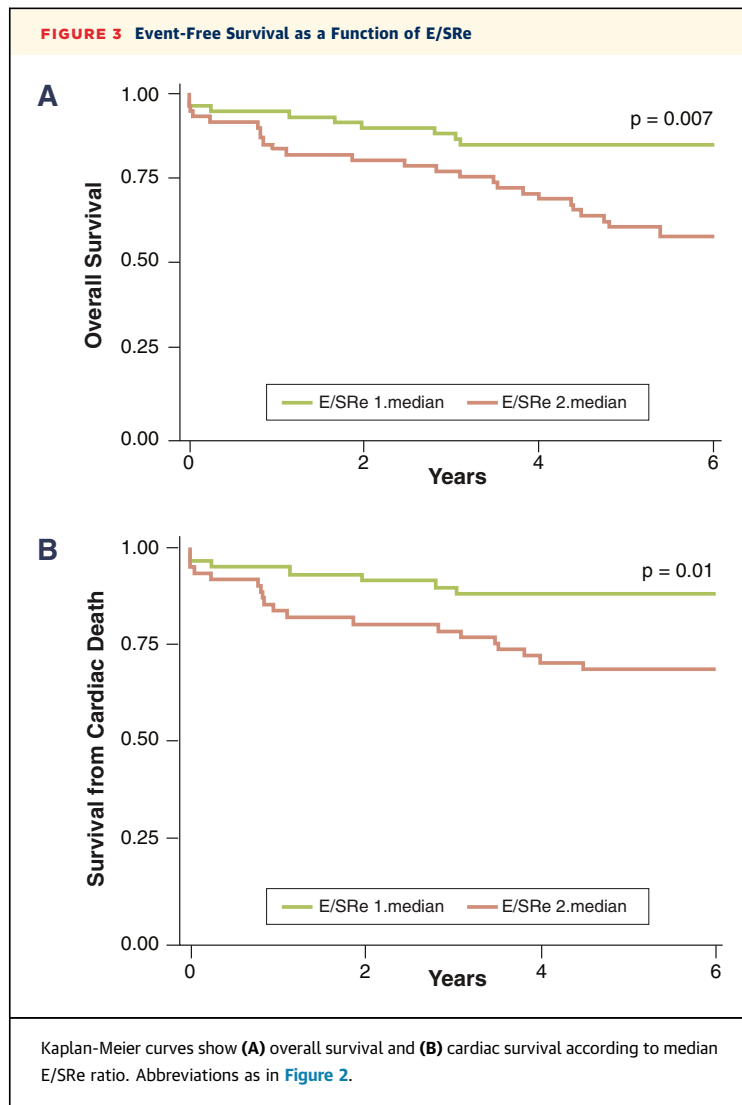 FIGURE 3 Event-Free Survival as a Function of E/SRe
A
1.00
0.75
0.50
0.25
0.00
Overall Survival
p = 0.007
E/SRe 1.median E/SRe 2.median
0 2 4 6
Years
B
1.00
0.75
0.50
0.25
0.00
Survival from Cardiac Death
p = 0.01
E/SRe 1.median E/SRe 2.median
0 2 4 6
Years
Kaplan-Meier curves show (A) overall survival and (B) cardiac survival according to median
E/SRe ratio. Abbreviations as in Figure 2.